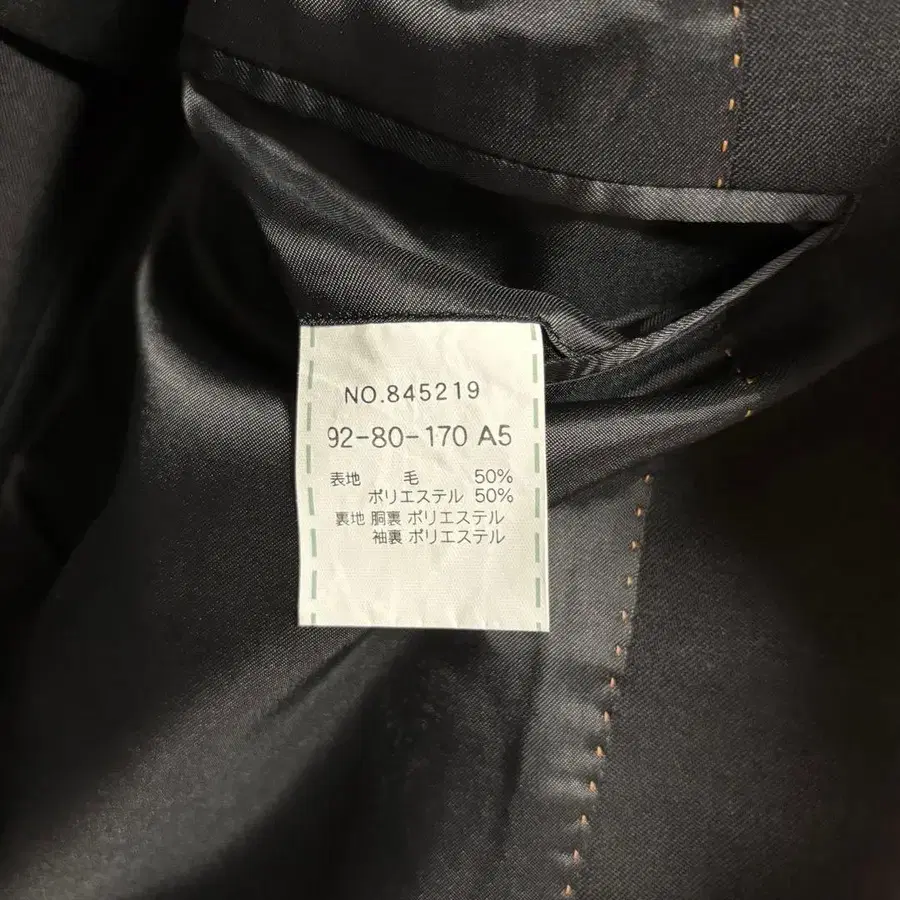 NO.845219
92-80-170 A5
表地 毛 50%
ポリエステル 50%
裏地 胴裏 ポリエステル
袖裏 ポリエステル